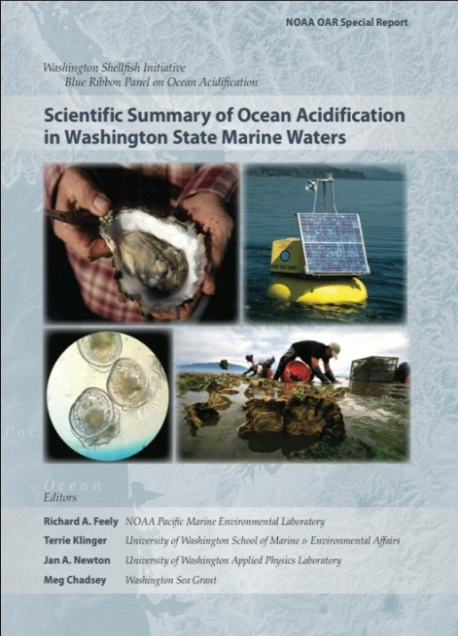 NOAA OAR Special Report
Washington Shellfish Initiative
Blue Ribbon Panel on Ocean Acidification
Scientific Summary of Ocean Acidification
in Washington State Marine Waters
Pac
Ocean
Editors
Richard A. Feely NOAA Pacific Marine Environmental Laboratory
Terrie Klinger University of Washington School of Marine & Environmental Affairs
Jan A. Newton University of Washington Applied Physics Laboratory
Meg Chadsey Washington Sea Grant